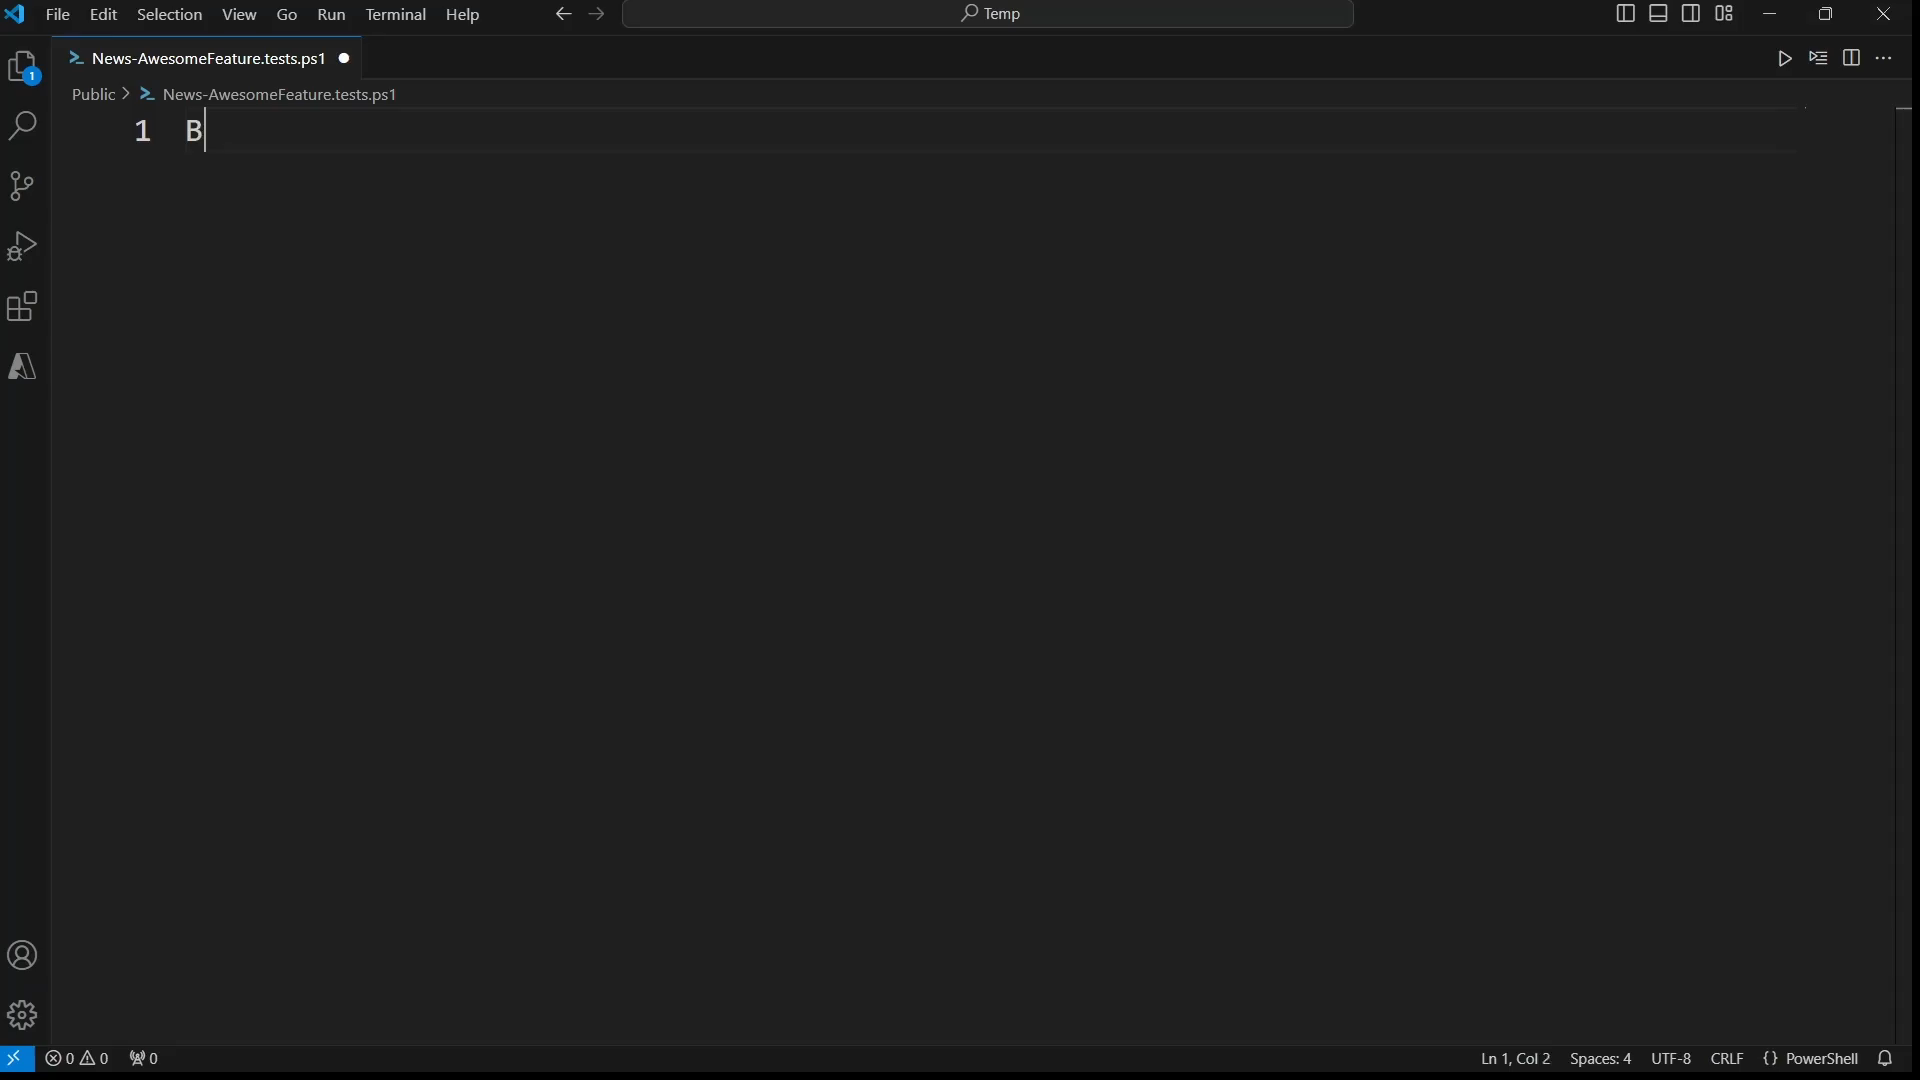 File Edit Selection View Go Run Terminal Help
Temp
News-AwesomeFeature.tests.ps1
1
Public
News-AwesomeFeature.tests.ps1
1 B
0 0 0
Ln 1, Col 2 Spaces: 4 UTF-8 CRLF {} PowerShell